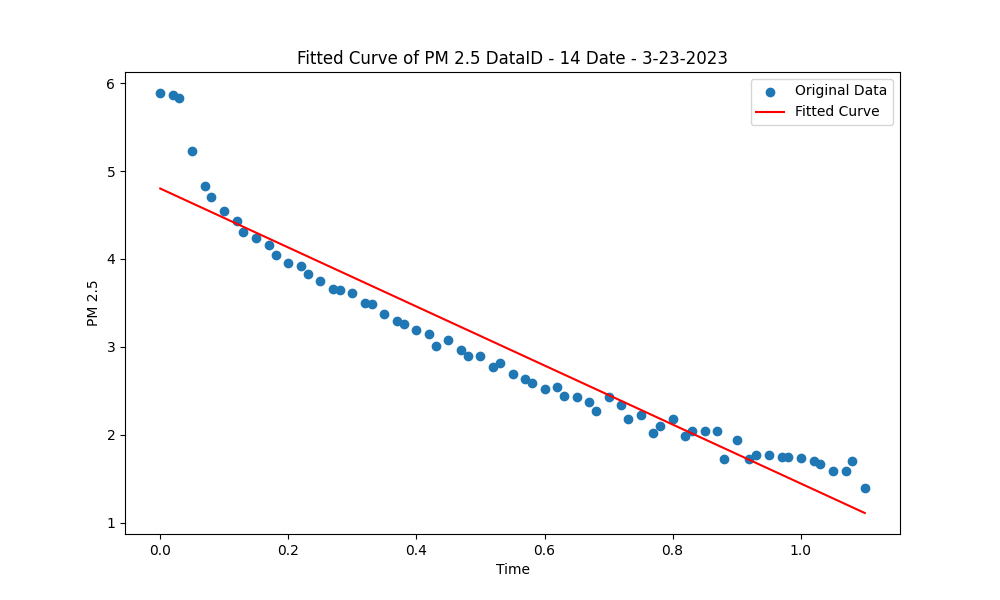 Fitted Curve of PM 2.5 DataID - 14 Date - 3-23-2023
Original Data
Fitted Curve
6
5
4
3
2
1
PM 2.5
0.0 0.2 0.4 0.6 0.8 1.0
Time